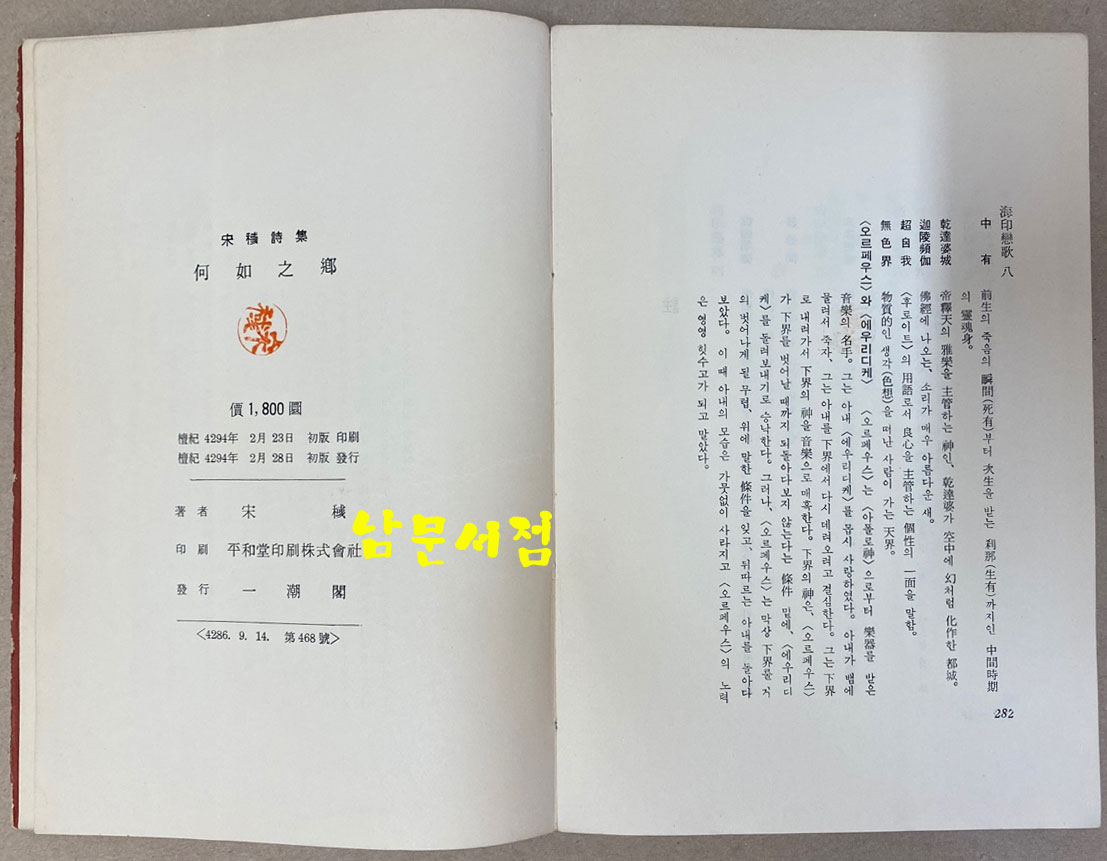 海印戀歌 八
中有 前生의 죽음의 瞬間(死有)부터 次生을 받는 刹那(生有)까지인 中間時期
의 靈魂身。
乾達婆城 帝釋天의 雅樂을 主管하는 神인、乾達婆가 空中에 幻처럼 化作한 都城。
迦陵頻伽 佛經에 나오는、소리가 매우 아름다운 새。
超自我 〈후로이트〉의 用語로서 良心을 主管하는 個性의 一面을 말함。
無色界 物質的인 생각(色想)을 떠난 사람이 가는 天界。
〈오르페우스〉와 〈에우리디케〉 〈오르페우스〉는 〈아폴로神〉으로부터 樂器를 받은
音樂의 名手。그는 아내 〈에우리디케〉를 몹시 사랑하였다。아내가 뱀에
물려서 죽자、그는 아내를 下界에서 다시 데려오려고 결심한다。그는 下界
로 내려가서 下界의 神을 音樂으로 매혹한다。下界의 神은、〈오르페우스〉
가 下界를 벗어날 때까지 되돌아다보지 않는다는 條件 밑에、〈에우리디
케〉를 돌려보내기로 승낙한다。그러나、〈오르페우스〉는 막상 下界를 거
의 벗어나게 될 무렵、위에 말한 條件을 잊고、뒤따르는 아내를 돌아다
보았다。이 때 아내의 모습은 가뭇없이 사라지고 〈오르페우스〉의 노력
은 영영 헛수고가 되고 말았다。
282
宋稶詩集
何如之鄕
價 1,800 圜
檀紀 4294年 2月 23日 初版 印刷
檀紀 4294年 2月 28日 初版 發行
著者 宋稶
印刷 平和堂印刷株式會社
發行 一潮閣
<4286. 9. 14. 第468號>
남문서점